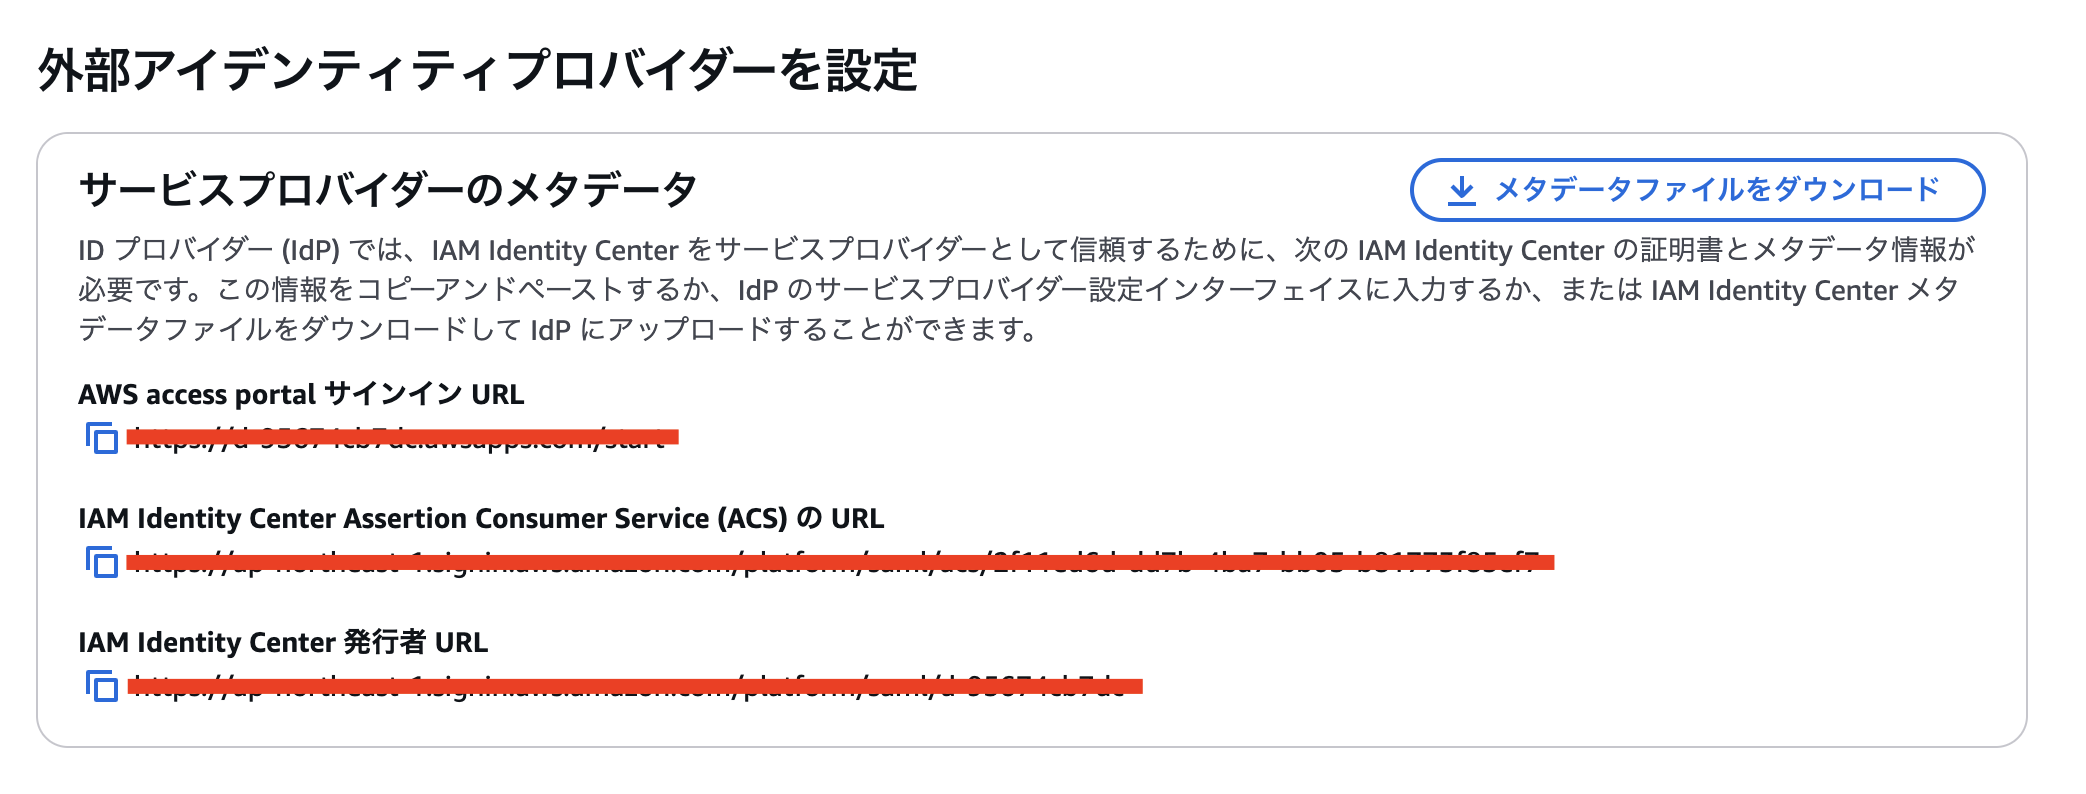 外部アイデンティティプロバイダーを設定
サービスプロバイダーのメタデータ
メタデータファイルをダウンロード
ID プロバイダー (IdP) では、IAM Identity Center をサービスプロバイダーとして信頼するために、次の IAM Identity Center の証明書とメタデータ情報が
必要です。この情報をコピーアンドペーストするか、IdP のサービスプロバイダー設定インターフェイスに入力するか、または IAM Identity Center メタ
データファイルをダウンロードして IdP にアップロードすることができます。
AWS access portal サインイン URL
IAM Identity Center Assertion Consumer Service (ACS) の URL
IAM Identity Center 発行者 URL